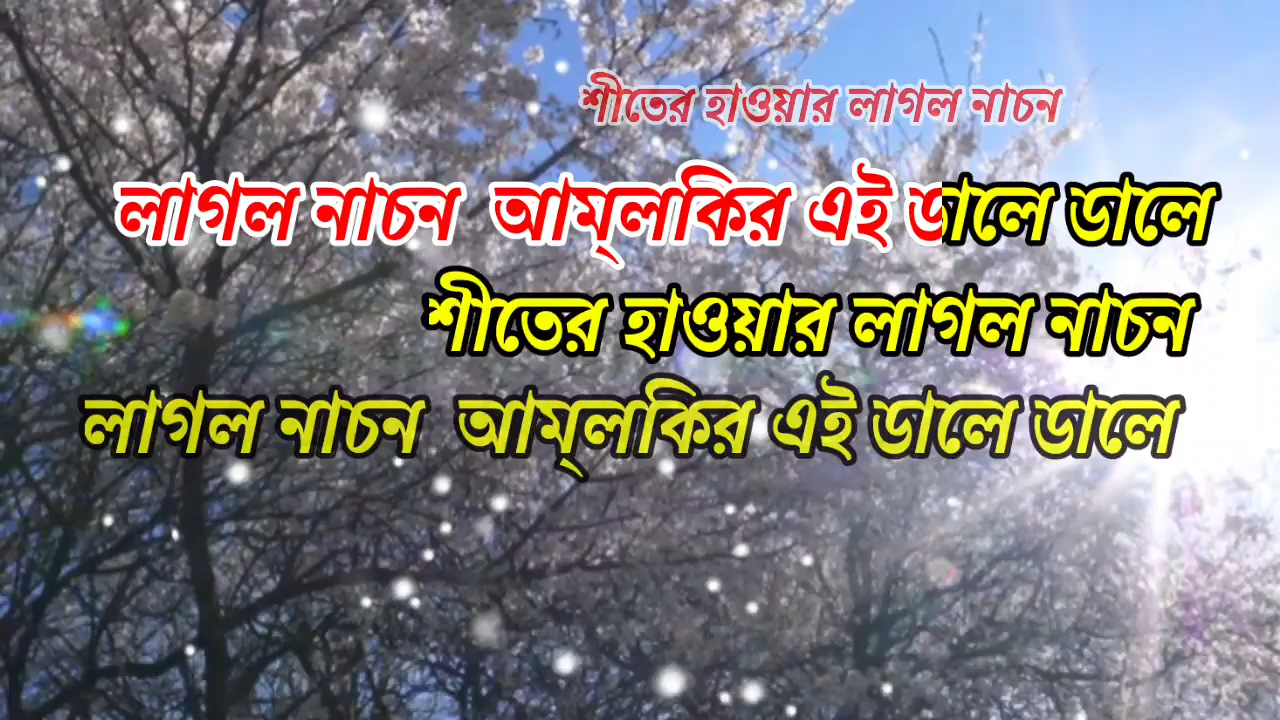 শীতের হাওয়ার লাগল নাচন
লাগল নাচন আম্‌লকির এই ডালে ডালে
শীতের হাওয়ার লাগল নাচন
লাগল নাচন আম্‌লকির এই ডালে ডালে